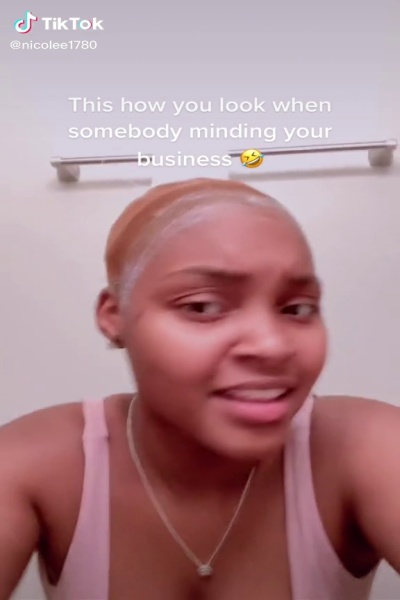 TikTok
@nicolee1780
This how you look when
somebody minding your
business 🤣